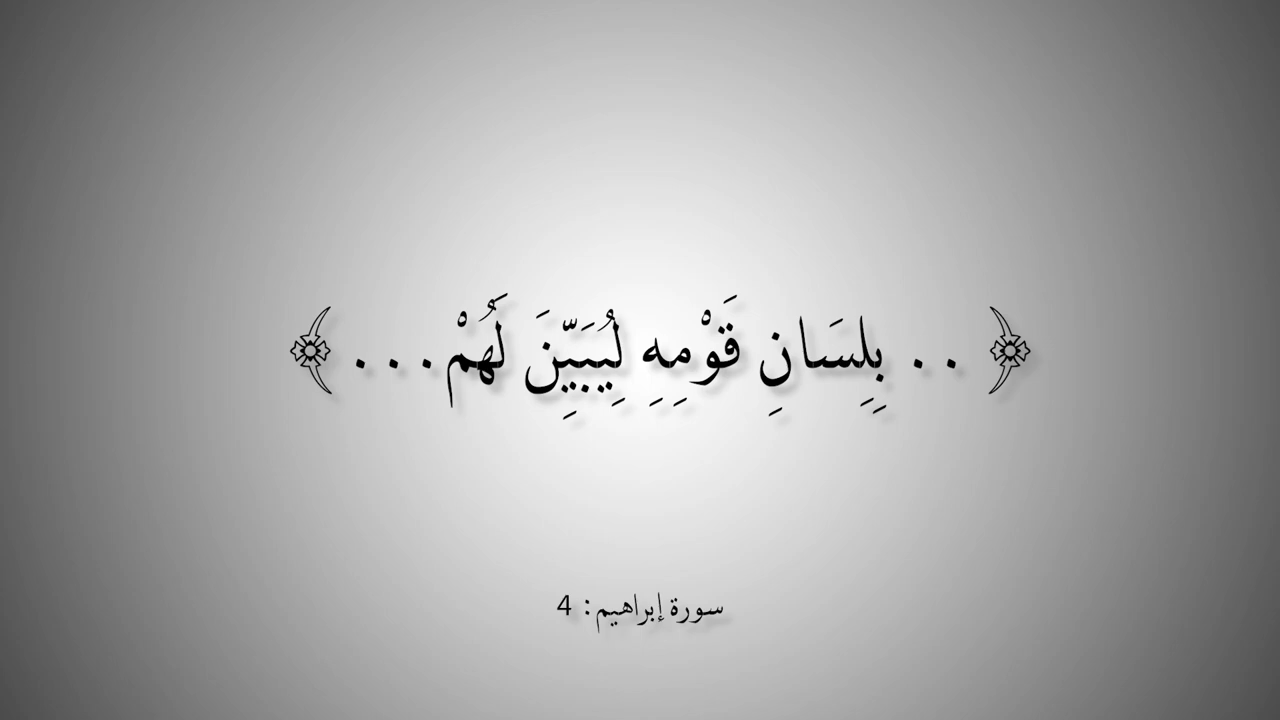 ﴿ .. بِلِسَانِ قَوْمِهِ لِيُبَيِّنَ لَهُمْ... ﴾
سورة إبراهيم: 4